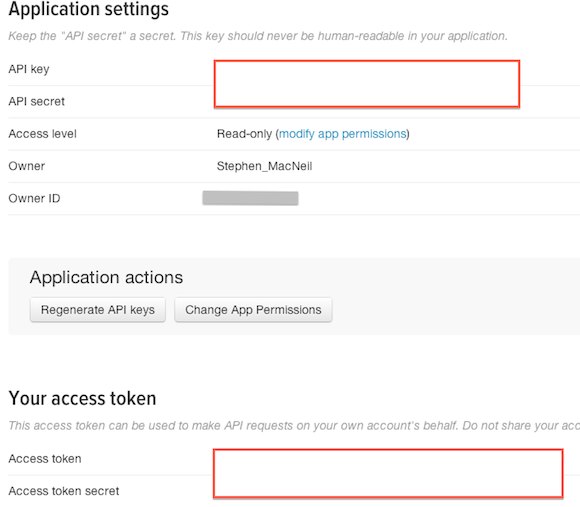 Application settings
Keep the "API secret" a secret. This key should never be human-readable in your application.
API key
API secret
Access level Read-only (modify app permissions)
Owner Stephen_MacNeil
Owner ID
Application actions
Regenerate API keys Change App Permissions
Your access token
This access token can be used to make API requests on your own account's behalf. Do not share your
Access token
Access token secret